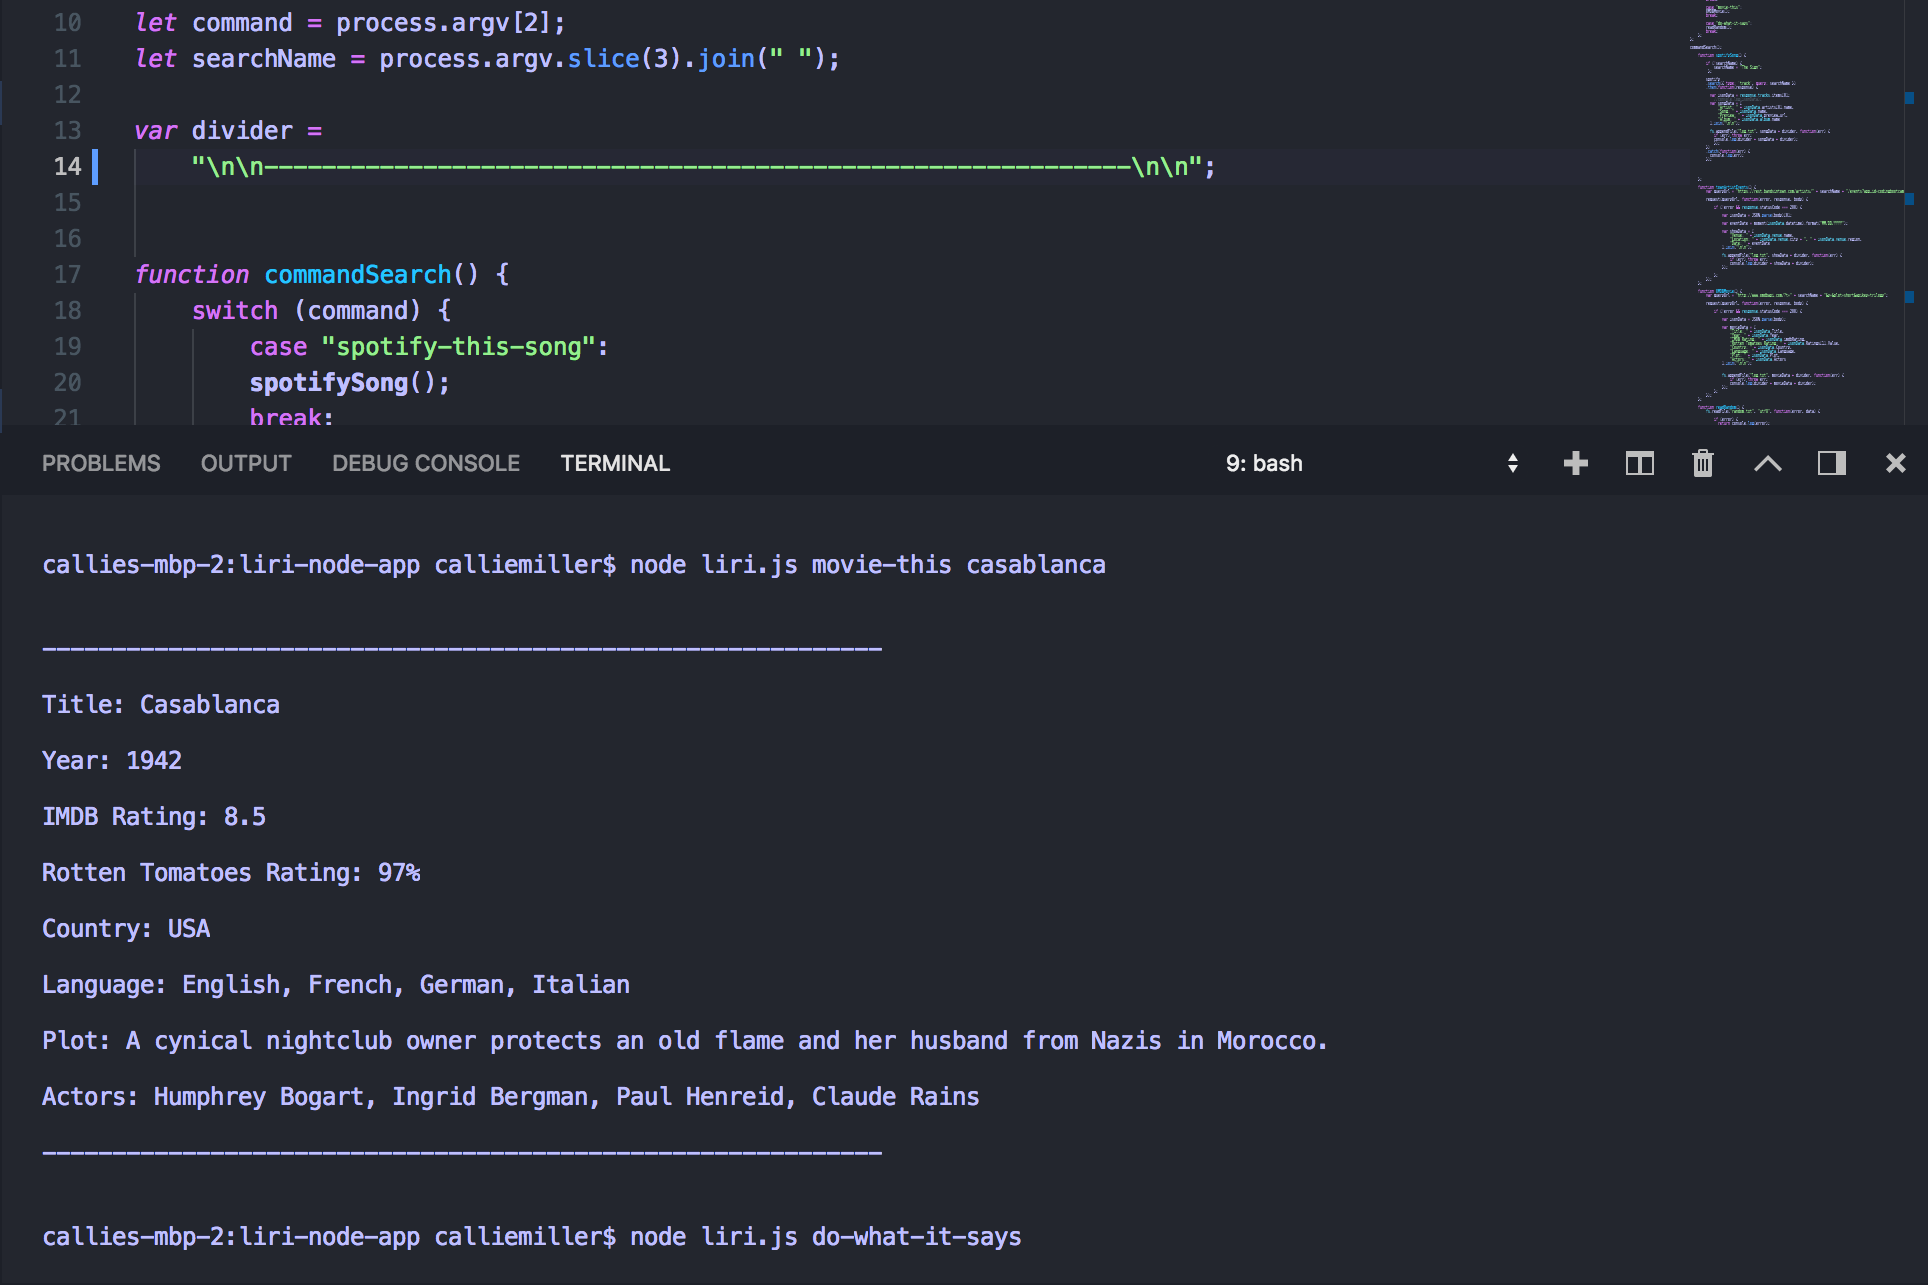 10 let command = process.argv[2];
11 let searchName = process.argv.slice(3).join(" ");
12
13 var divider =
14 "\n\n------------------------------------------------------------\n\n";
15
16
17 function commandSearch() {
18 switch (command) {
19 case "spotify-this-song":
20 spotifySong();
21 break;
PROBLEMS OUTPUT DEBUG CONSOLE TERMINAL 9: bash
callies-mbp-2:liri-node-app calliemiller$ node liri.js movie-this casablanca
------------------------------------------------------------
Title: Casablanca
Year: 1942
IMDB Rating: 8.5
Rotten Tomatoes Rating: 97%
Country: USA
Language: English, French, German, Italian
Plot: A cynical nightclub owner protects an old flame and her husband from Nazis in Morocco.
Actors: Humphrey Bogart, Ingrid Bergman, Paul Henreid, Claude Rains
------------------------------------------------------------
callies-mbp-2:liri-node-app calliemiller$ node liri.js do-what-it-says